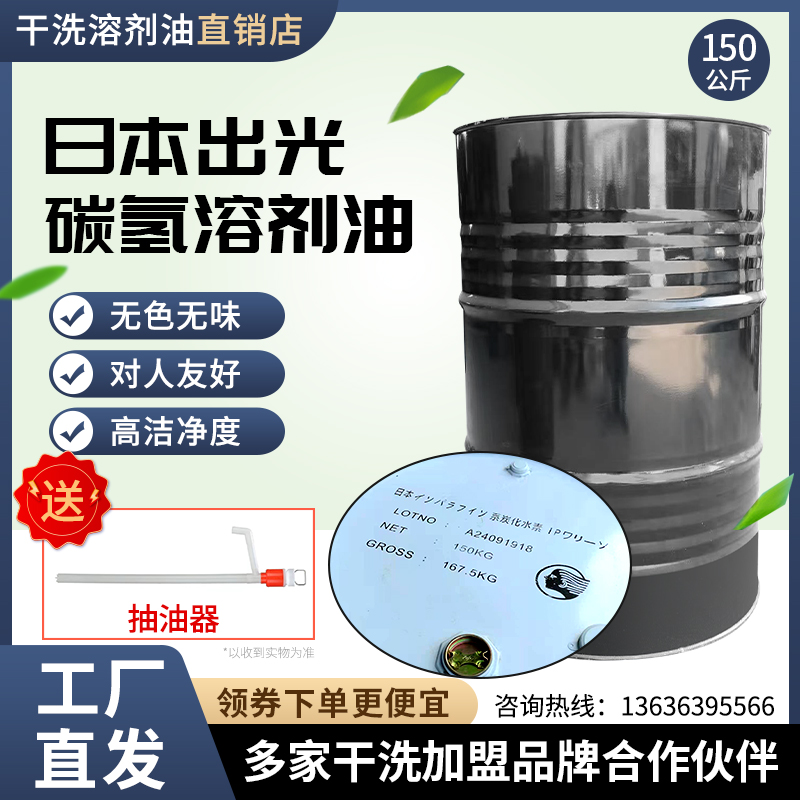 干洗溶剂油直销店
150
公斤
日本出光
碳氢溶剂油
无色无味
对人友好
高洁净度
送
抽油器
*以收到实物为准
日本イソパラフイン系炭化水素 IPワリーン
LOTNO : A24091918
NET : 150KG
GROSS : 167.5KG
工厂
直发
领券下单更便宜
咨询热线：13636395566
多家干洗加盟品牌合作伙伴